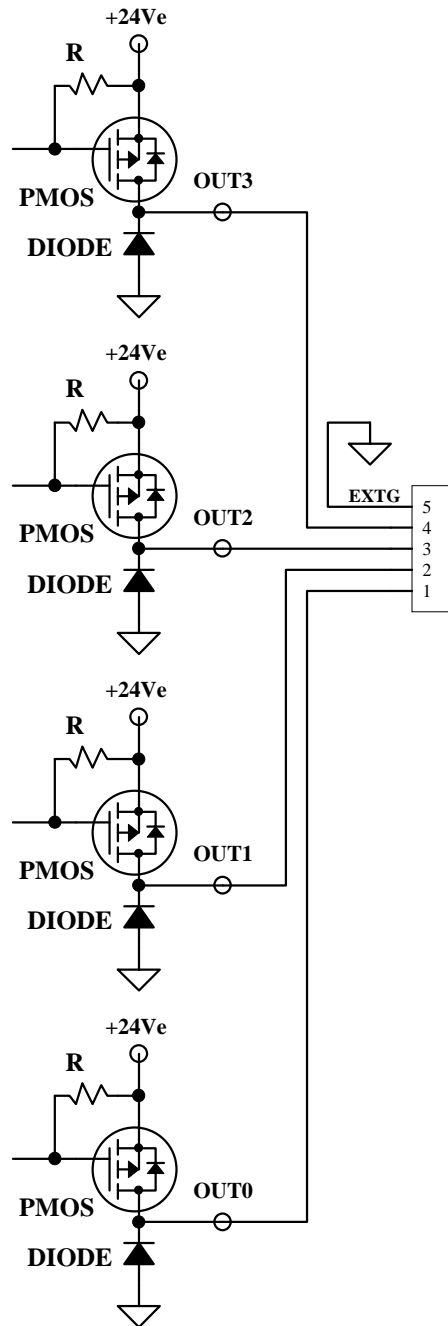 +24Ve
R
OUT3
PMOS
DIODE
+24Ve
R
EXTG
5
4
3
2
1
OUT2
PMOS
DIODE
+24Ve
R
OUT1
PMOS
DIODE
+24Ve
R
OUT0
PMOS
DIODE